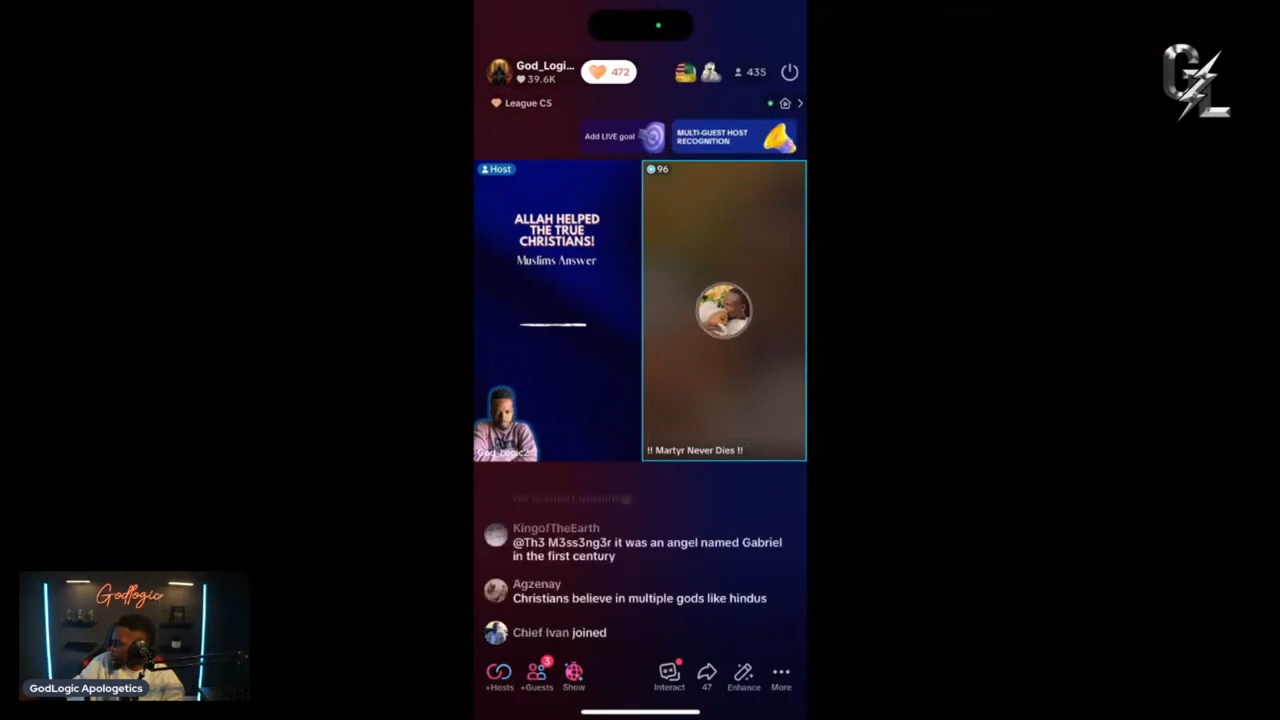 God_Logi...
39.6K
472
435
League C5
Add LIVE goal
MULTI-GUEST HOST
RECOGNITION
Host
96
ALLAH HELPED
THE TRUE
CHRISTIANS!
Muslims Answer
!! Martyr Never Dies !!
KingofTheEarth
@Th3 M3ss3ng3r it was an angel named Gabriel
in the first century
Agzenay
Christians believe in multiple gods like hindus
Chief Ivan joined
3
+Hosts
+Guests
Show
Interact
47
Enhance
More
GL
Godlogic
GodLogic Apologetics